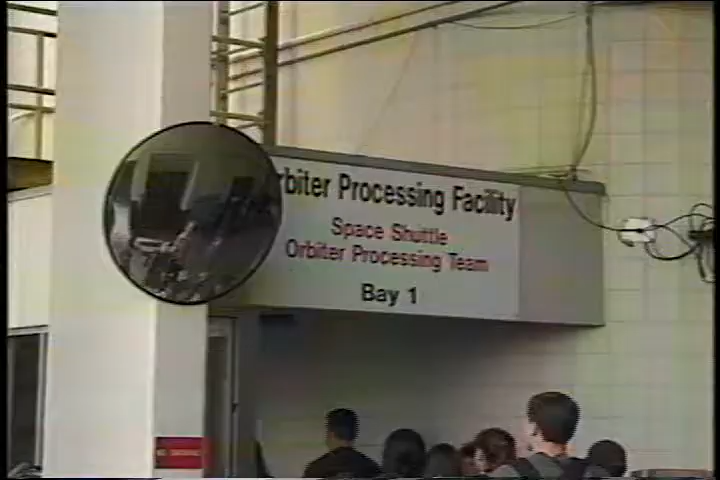 rbiter Processing Facility
Space Shuttle
Orbiter Processing Team
Bay 1